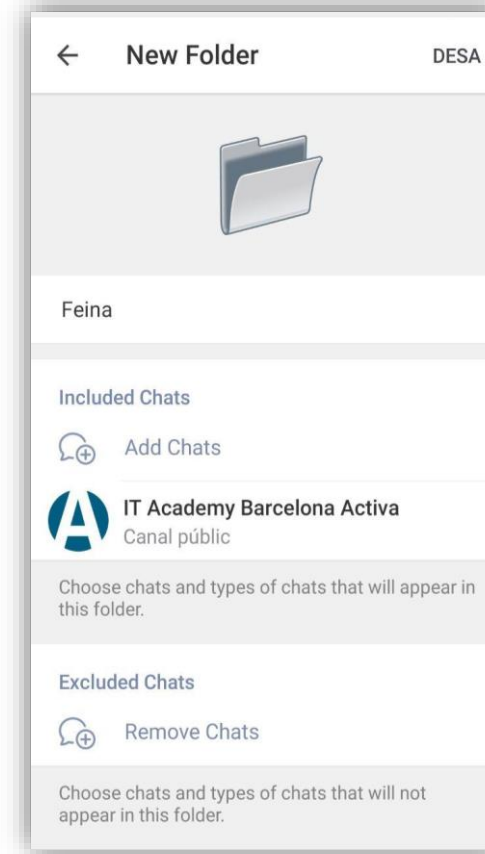 New Folder
DESA
Feina
Included Chats
Add Chats
IT Academy Barcelona Activa
Canal públic
Choose chats and types of chats that will appear in
this folder.
Excluded Chats
Remove Chats
Choose chats and types of chats that will not
appear in this folder.